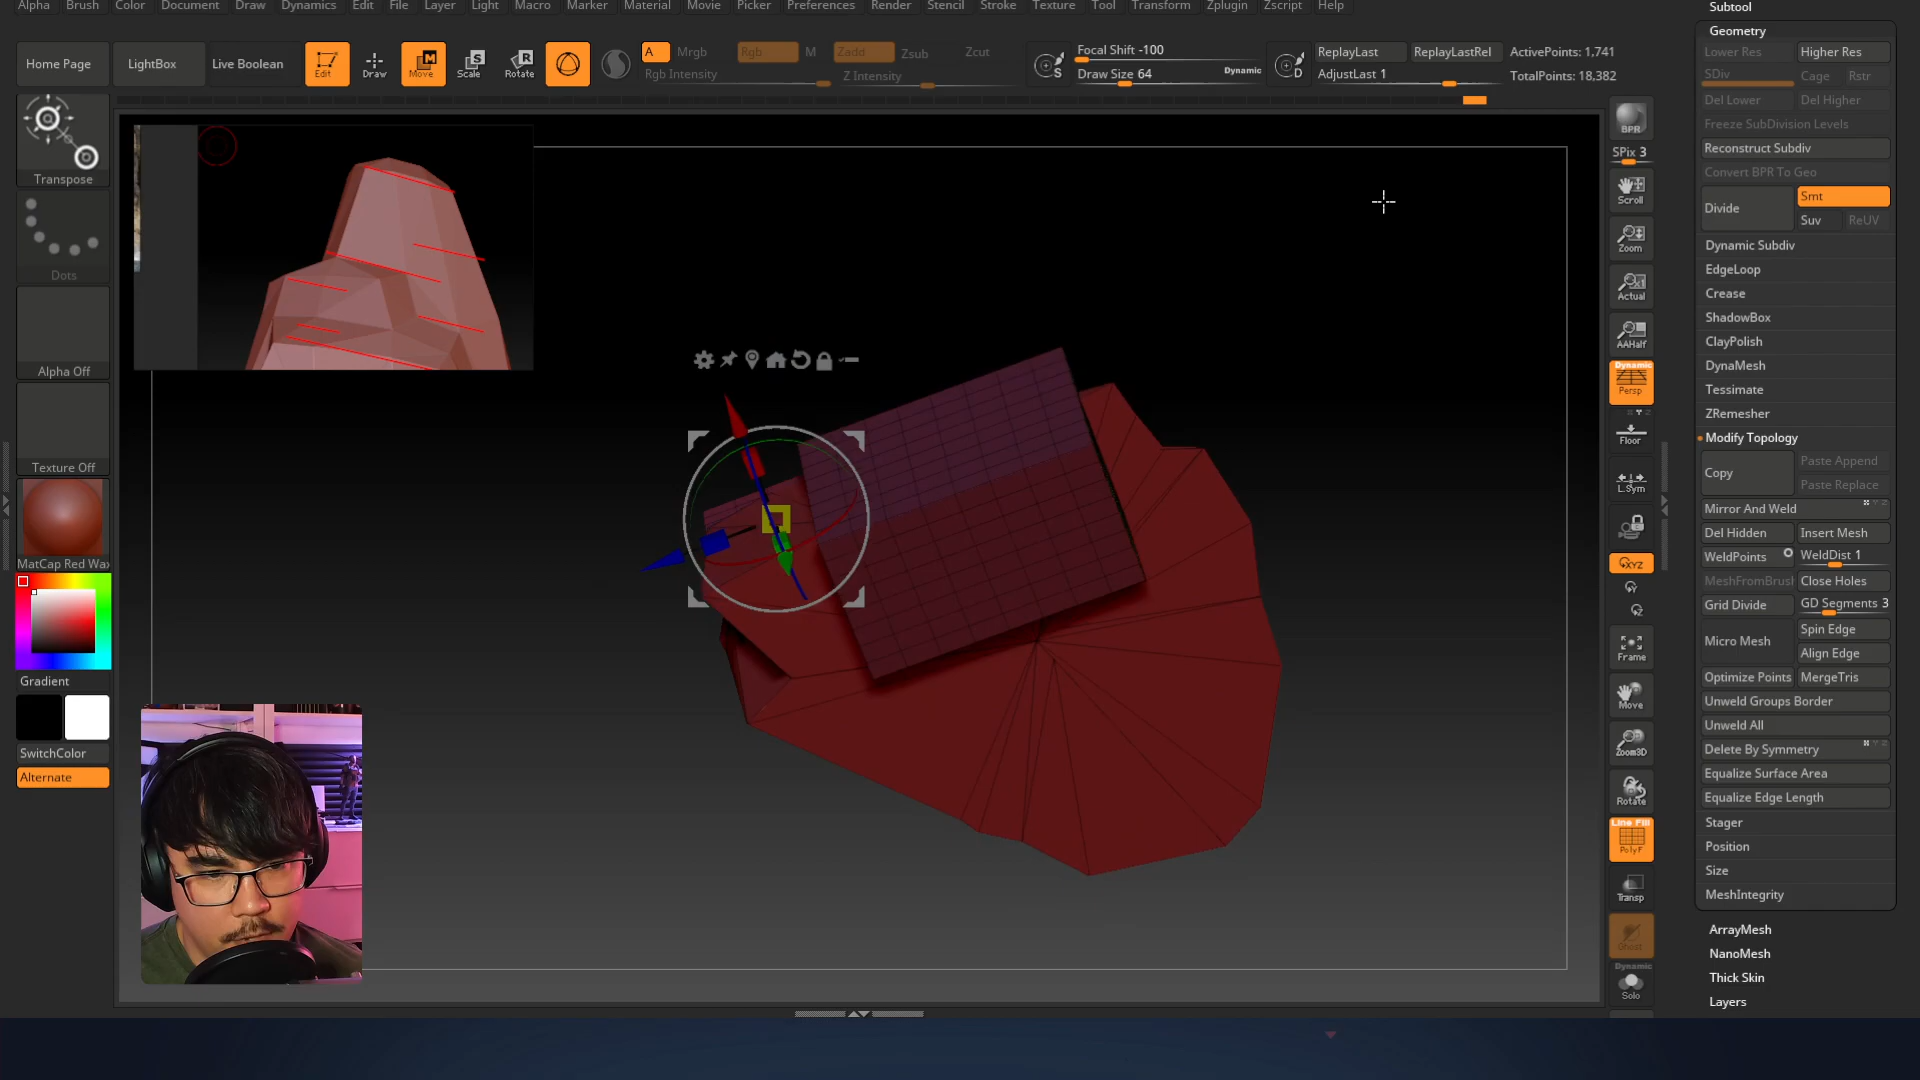 Alpha Brush Color Document Draw Dynamics Edit File Layer Light Macro Marker Material Movie Picker Preferences Render Stencil Stroke Texture Tool Transform Zplugin Zscript Help
Home Page
LightBox
Live Boolean
Edit
Draw
Move
Scale
Rotate
A Mrgb Rgb M Zadd Zsub Zcut
Rgb Intensity Z Intensity
S
Focal Shift -100
Draw Size 64 Dynamic
D
ReplayLast ReplayLastRel
AdjustLast 1
ActivePoints: 1,741
TotalPoints: 18,382
Transpose
Dots
Alpha Off
Texture Off
MatCap Red Wax
Gradient
SwitchColor
Alternate
BPR
SPix 3
Scroll
Zoom
Actual
AAHalf
Dynamic
Persp
Floor
L.Sym
XYZ
Frame
Move
Zoom3D
Rotate
Line Fill
PolyF
Transp
Ghost
Dynamic
Solo
Subtool
Geometry
Lower Res Higher Res
SDiv Cage Rstr
Del Lower Del Higher
Freeze SubDivision Levels
Reconstruct Subdiv
Convert BPR To Geo
Divide Smt
Suv ReUV
Dynamic Subdiv
EdgeLoop
Crease
ShadowBox
ClayPolish
DynaMesh
Tessimate
ZRemesher
Modify Topology
Copy Paste Append
Paste Replace
Mirror And Weld
Del Hidden Insert Mesh
WeldPoints WeldDist 1
MeshFromBrush Close Holes
Grid Divide GD Segments 3
Micro Mesh Spin Edge
Align Edge
Optimize Points MergeTris
Unweld Groups Border
Unweld All
Delete By Symmetry
Equalize Surface Area
Equalize Edge Length
Stager
Position
Size
MeshIntegrity
ArrayMesh
NanoMesh
Thick Skin
Layers